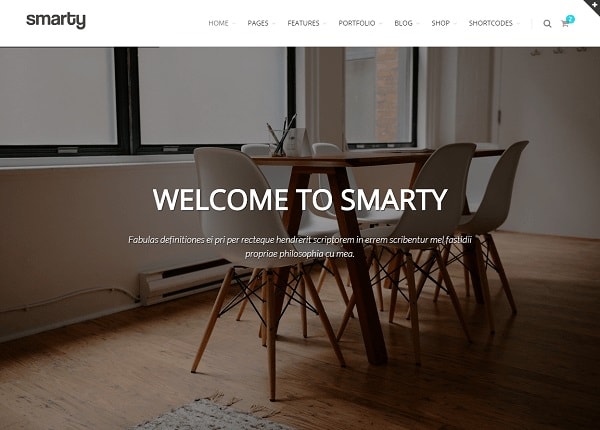 smarty
HOME PAGES FEATURES PORTFOLIO BLOG SHOP SHORTCODES 2
WELCOME TO SMARTY
Fabulas definitiones ei pri per recteque hendrerit scriptorem in errem scribentur mel fastidii
propriae philosophia cu mea.